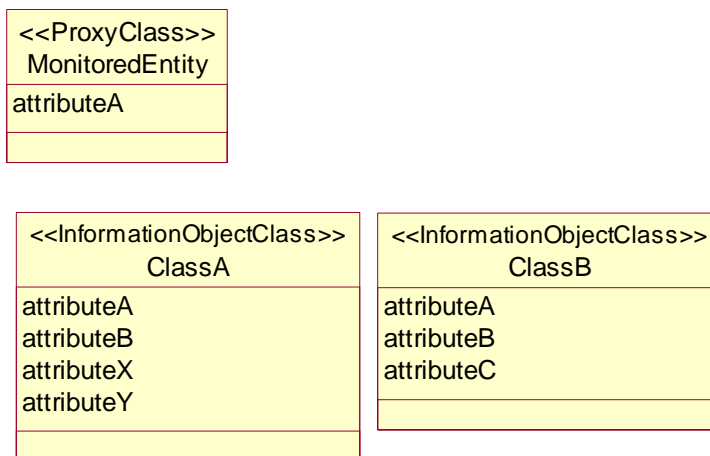 <<ProxyClass>>
MonitoredEntity
attributeA
<<InformationObjectClass>>
ClassA
attributeA
attributeB
attributeX
attributeY
<<InformationObjectClass>>
ClassB
attributeA
attributeB
attributeC